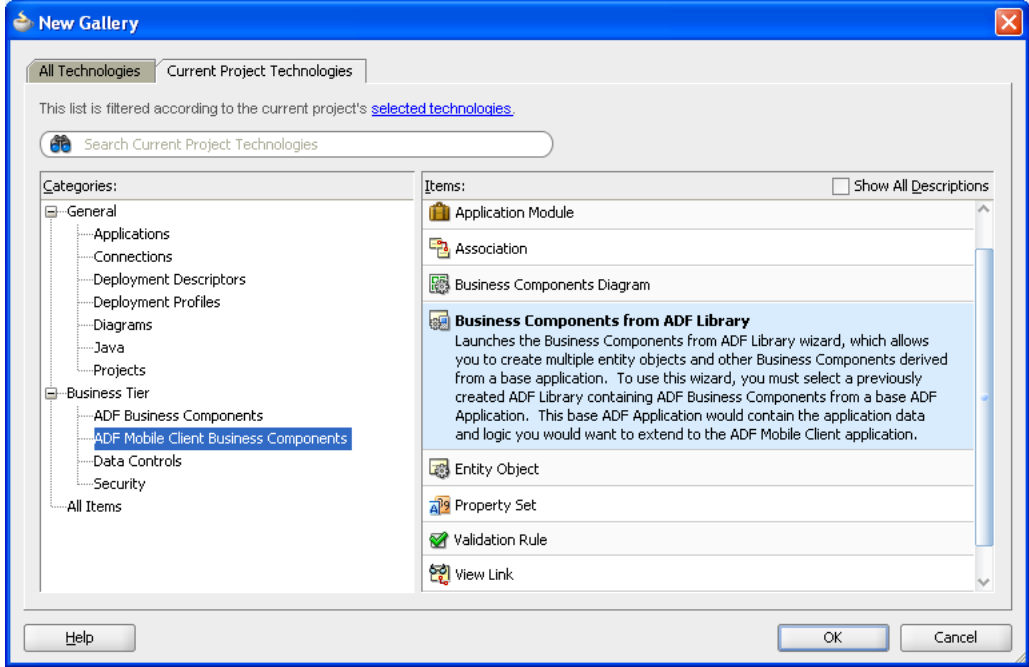 New Gallery
All Technologies
Current Project Technologies
This list is filtered according to the current project's selected technologies.
Search Current Project Technologies
Categories:
General
Applications
Connections
Deployment Descriptors
Deployment Profiles
Diagrams
Java
Projects
Business Tier
ADF Business Components
ADF Mobile Client Business Components
Data Controls
Security
All Items
Items:
Show All Descriptions
Application Module
Association
Business Components Diagram
Business Components from ADF Library
Launches the Business Components from ADF Library wizard, which allows
you to create multiple entity objects and other Business Components derived
from a base application. To use this wizard, you must select a previously
created ADF Library containing ADF Business Components from a base ADF
Application. This base ADF Application would contain the application data
and logic you would want to extend to the ADF Mobile Client application.
Entity Object
Property Set
Validation Rule
View Link
Help
OK
Cancel